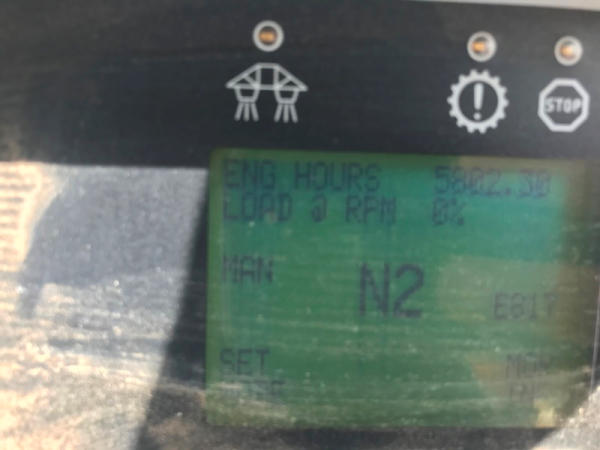 STOP
ENG HOURS 5802.30
LOAD @ RPM 0%
MAN
N2
E817
SET